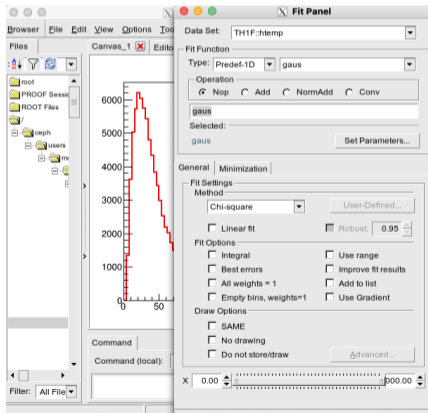 Fit Panel
Browser File Edit View Options Too
Files
Canvas_1 Edito
root
PROOF Sessi
ROOT Files
/
ceph
users
6000
5000
4000
3000
2000
1000
0
50
Command
Command (local):
Filter: All File
Data Set: TH1F::htemp
Fit Function
Type: Predef-1D gaus
Operation
Nop Add NormAdd Conv
gaus
Selected:
gaus Set Parameters...
General Minimization
Fit Settings
Method
Chi-square User-Defined...
Linear fit Robust: 0.95
Fit Options
Integral Use range
Best errors Improve fit results
All weights = 1 Add to list
Empty bins, weights=1 Use Gradient
Draw Options
SAME
No drawing
Do not store/draw Advanced...
X 0.00 000.00